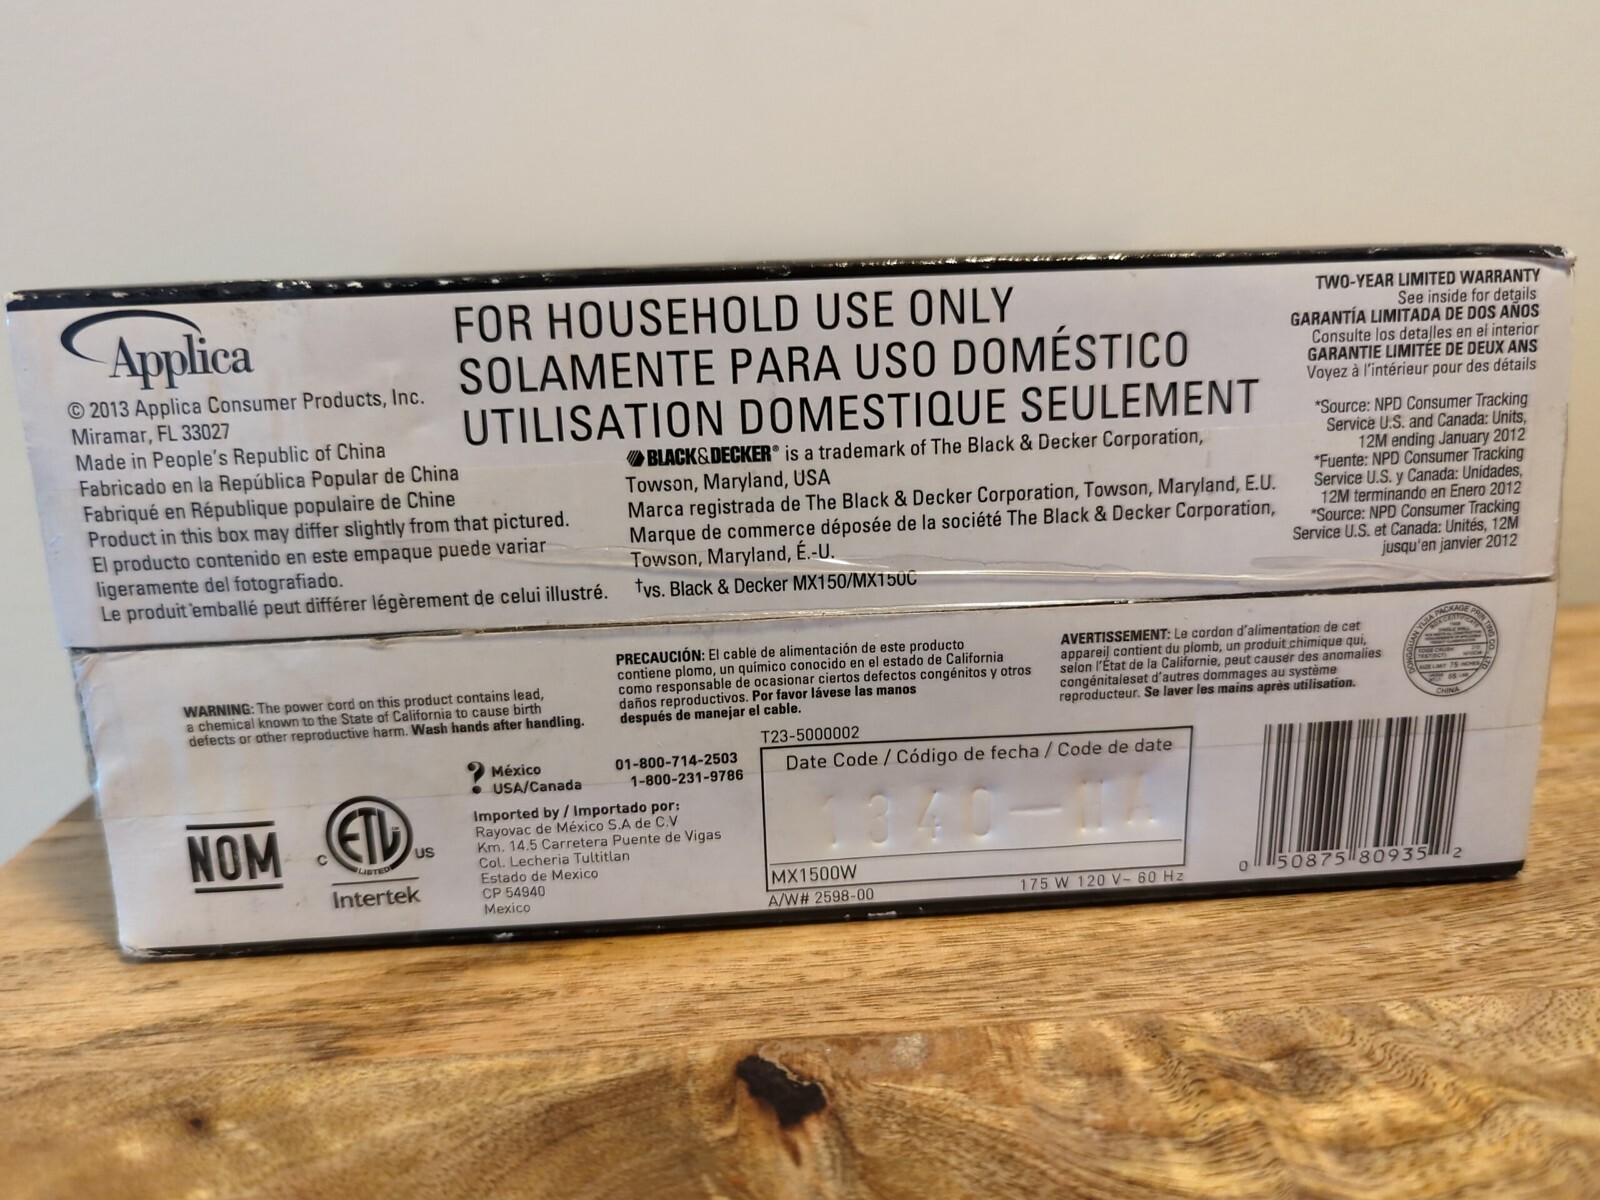 Applica
© 2013 Applica Consumer Products, Inc.
Miramar, FL 33027
Made in People's Republic of China
Fabricado en la República Popular de China
Fabriqué en République populaire de Chine
Product in this box may differ slightly from that pictured.
El producto contenido en este empaque puede variar
ligeramente del fotografiado.
Le produit emballé peut différer légèrement de celui illustré.
FOR HOUSEHOLD USE ONLY
SOLAMENTE PARA USO DOMÉSTICO
UTILISATION DOMESTIQUE SEULEMENT
BLACK&DECKER® is a trademark of The Black & Decker Corporation,
Towson, Maryland, USA
Marca registrada de The Black & Decker Corporation, Towson, Maryland, E.U.
Marque de commerce déposée de la société The Black & Decker Corporation,
Towson, Maryland, É.-U.
†vs. Black & Decker MX150/MX150C
TWO-YEAR LIMITED WARRANTY
See inside for details
GARANTÍA LIMITADA DE DOS AÑOS
Consulte los detalles en el interior
GARANTIE LIMITÉE DE DEUX ANS
Voyez à l'intérieur pour des détails
*Source: NPD Consumer Tracking
Service U.S. and Canada: Units,
12M ending January 2012
*Fuente: NPD Consumer Tracking
Service U.S. y Canada: Unidades,
12M terminando en Enero 2012
*Source: NPD Consumer Tracking
Service U.S. et Canada: Unités, 12M
jusqu'en janvier 2012
WARNING: The power cord on this product contains lead,
a chemical known to the State of California to cause birth
defects or other reproductive harm. Wash hands after handling.
PRECAUCIÓN: El cable de alimentación de este producto
contiene plomo, un químico conocido en el estado de California
como responsable de ocasionar ciertos defectos congénitos y otros
daños reproductivos. Por favor lávese las manos
después de manejar el cable.
AVERTISSEMENT: Le cordon d'alimentation de cet
appareil contient du plomb, un produit chimique qui,
selon l'État de la Californie, peut causer des anomalies
congénitaleset d'autres dommages au système
reproducteur. Se laver les mains après utilisation.
NOM
C ETL US
LISTED
Intertek
? México 01-800-714-2503
USA/Canada 1-800-231-9786
Imported by / Importado por:
Rayovac de México S.A de C.V
Km. 14.5 Carretera Puente de Vigas
Col. Lecheria Tultitlan
Estado de Mexico
CP 54940
Mexico
T23-5000002
Date Code / Código de fecha / Code de date
1340-NA
MX1500W
A/W# 2598-00
175 W 120 V~ 60 Hz
0 50875 80935 2
CHINA